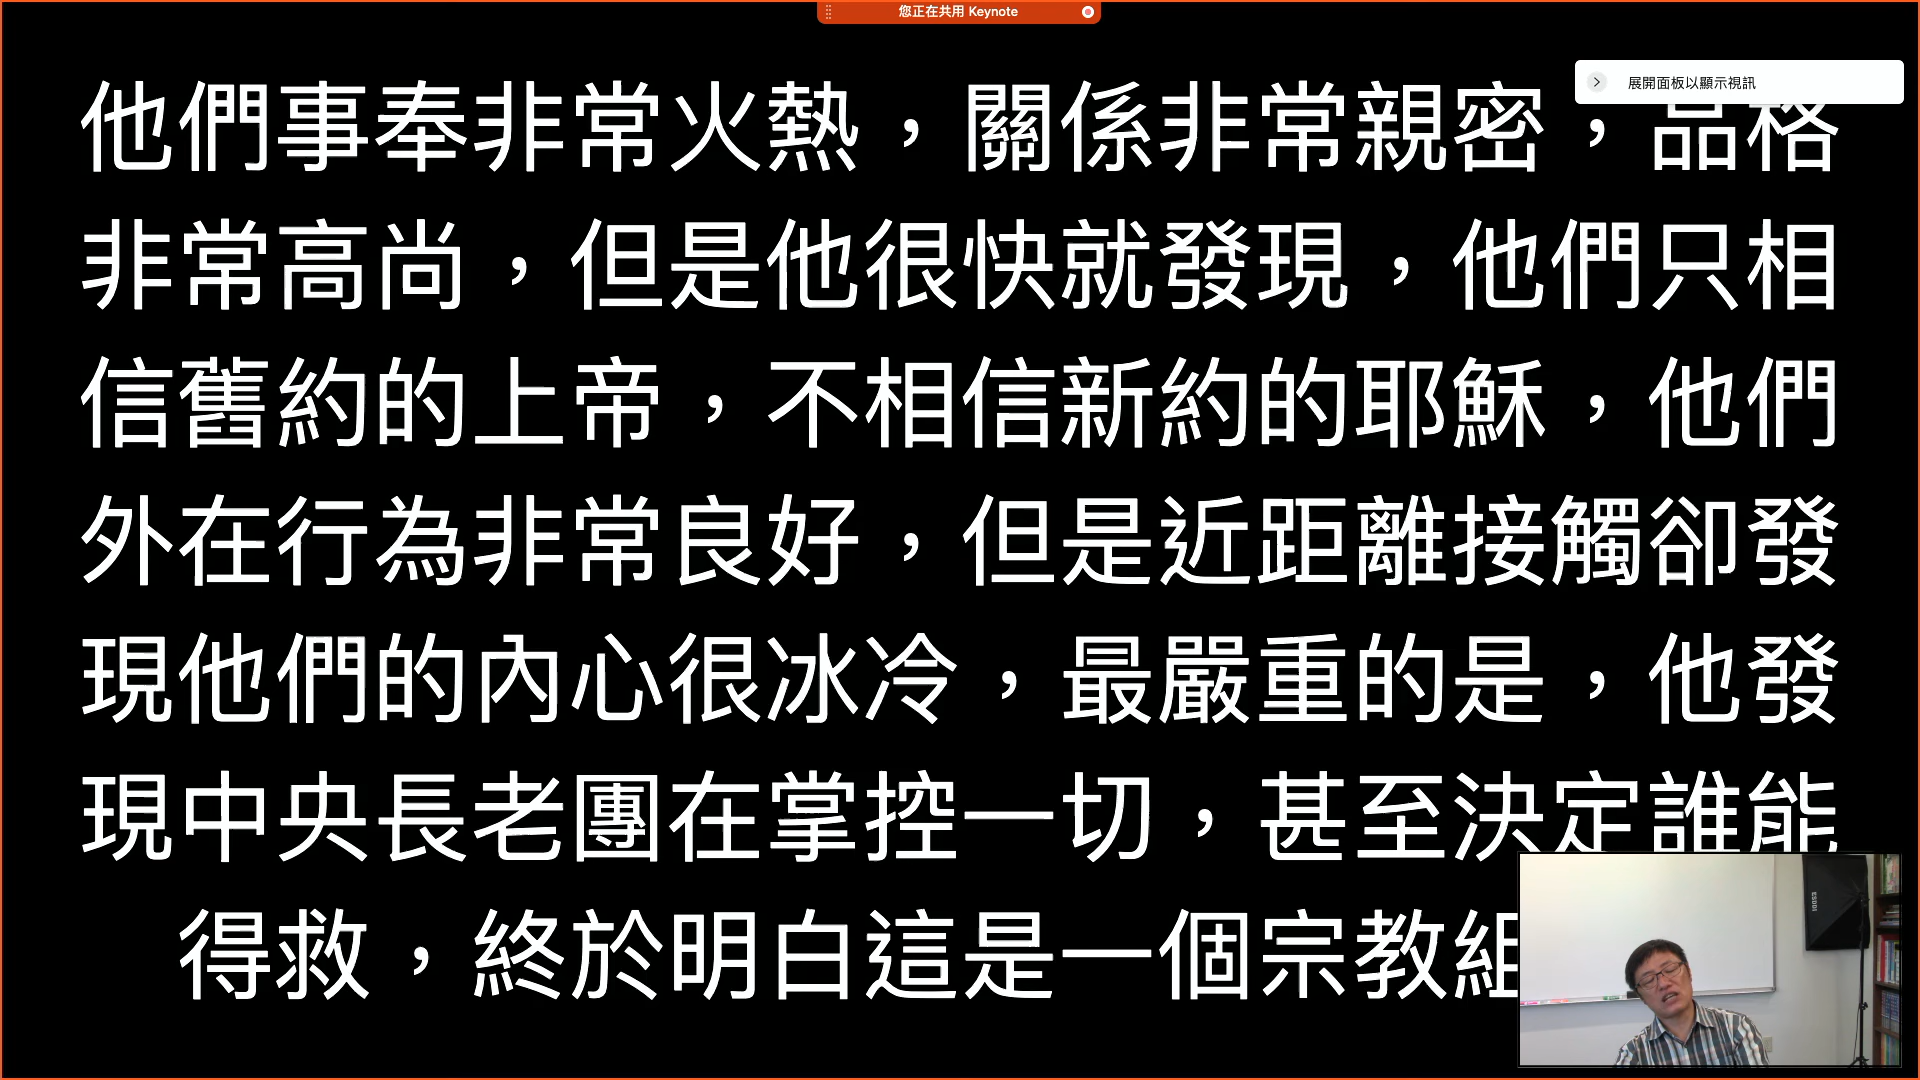 您正在共用 Keynote
展開面板以顯示視訊
他們事奉非常火熱，關係非常親密，品格
非常高尚，但是他很快就發現，他們只相
信舊約的上帝，不相信新約的耶穌，他們
外在行為非常良好，但是近距離接觸卻發
現他們的內心很冰冷，最嚴重的是，他發
現中央長老團在掌控一切，甚至決定誰能
得救，終於明白這是一個宗教組